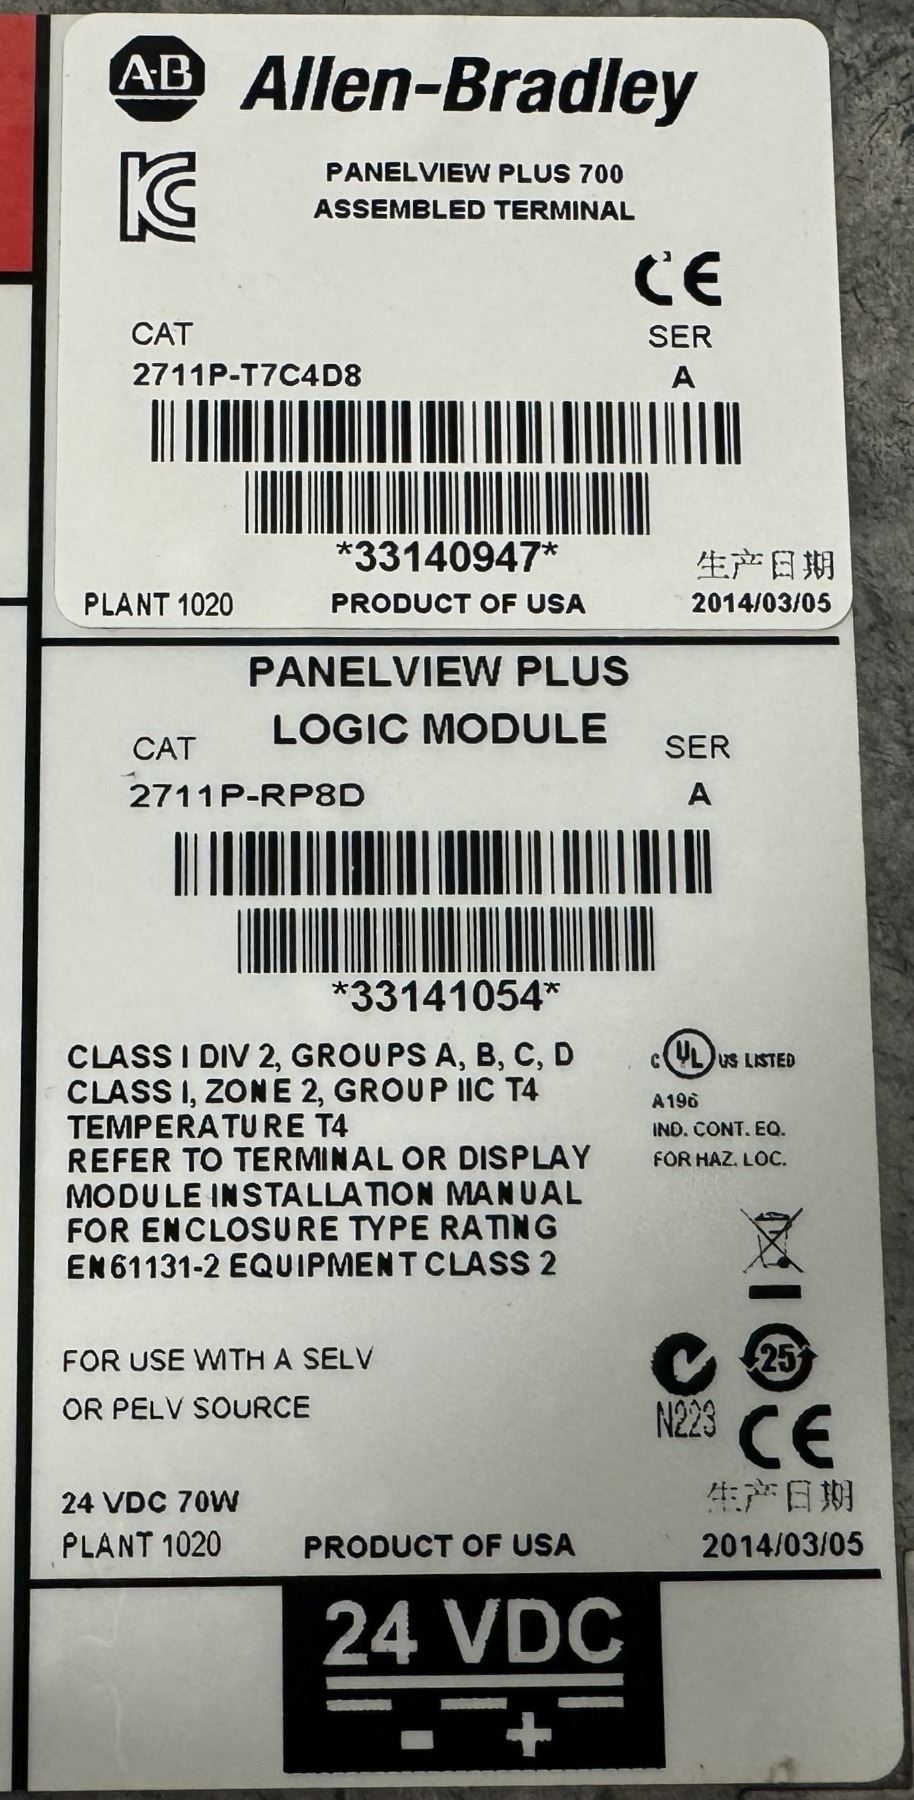 A-B Allen-Bradley
PANELVIEW PLUS 700
ASSEMBLED TERMINAL
CE
CAT SER
2711P-T7C4D8 A
*33140947*
生产日期
PLANT 1020 PRODUCT OF USA 2014/03/05
PANELVIEW PLUS
LOGIC MODULE
CAT SER
2711P-RP8D A
*33141054*
CLASS I DIV 2, GROUPS A, B, C, D
CLASS I, ZONE 2, GROUP IIC T4
TEMPERATURE T4
REFER TO TERMINAL OR DISPLAY
MODULE INSTALLATION MANUAL
FOR ENCLOSURE TYPE RATING
EN61131-2 EQUIPMENT CLASS 2
C UL US LISTED
A196
IND. CONT. EQ.
FOR HAZ. LOC.
FOR USE WITH A SELV
OR PELV SOURCE
25
N223
CE
24 VDC 70W
生产日期
PLANT 1020 PRODUCT OF USA 2014/03/05
24 VDC
- +